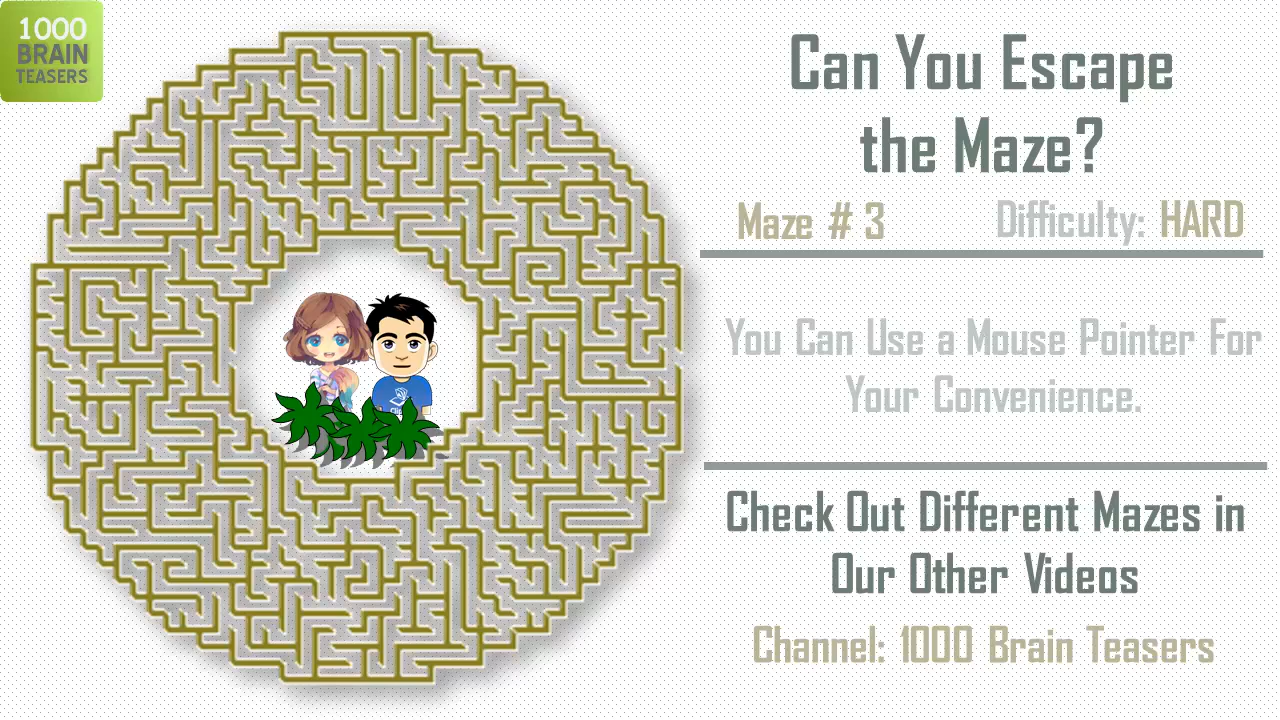 1000
BRAIN
TEASERS
Can You Escape
the Maze?
Maze # 3
Difficulty: HARD
You Can Use a Mouse Pointer For
Your Convenience.
Check Out Different Mazes in
Our Other Videos
Channel: 1000 Brain Teasers